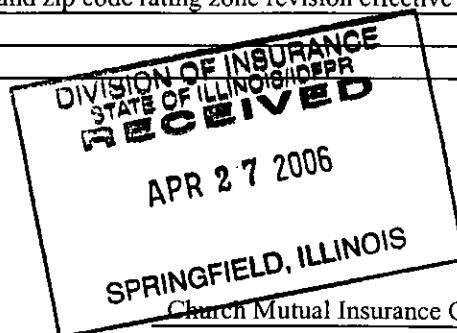 and zip code rating zone revision effective
DIVISION OF INSURANCE
STATE OF ILLINOIS/IDFPR
RECEIVED
APR 27 2006
SPRINGFIELD, ILLINOIS
Church Mutual Insurance C